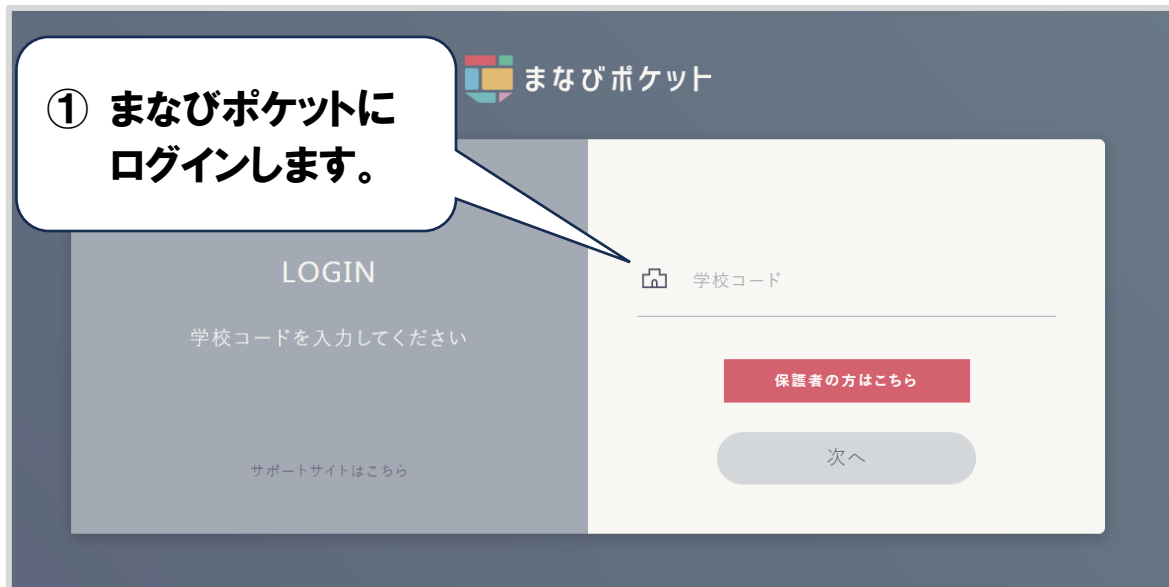 ① まなびポケットに
ログインします。
まなびポケット
LOGIN
学校コードを入力してください
サポートサイトはこちら
学校コード
保護者の方はこちら
次へ